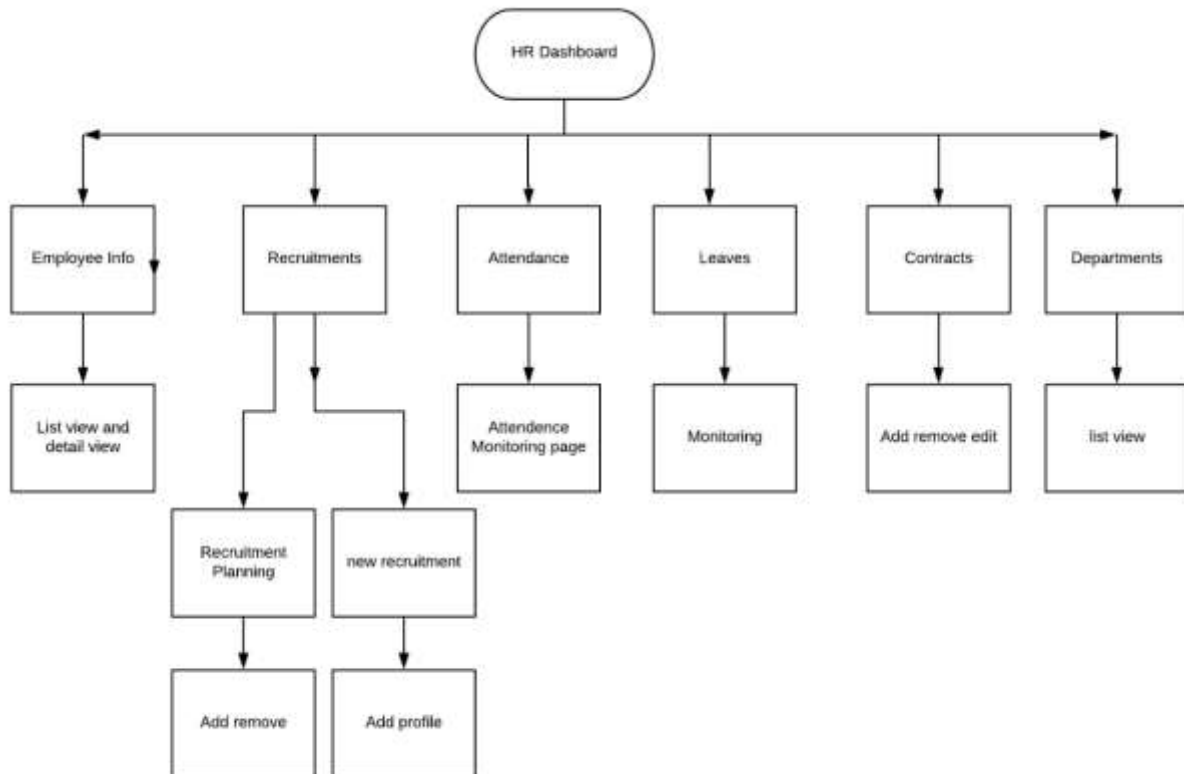 HR Dashboard
Employee Info
Recruitments
Attendance
Leaves
Contracts
Departments
List view and
detail view
Attendence
Monitoring page
Monitoring
Add remove edit
list view
Recruitment
Planning
new recruitment
Add remove
Add profile